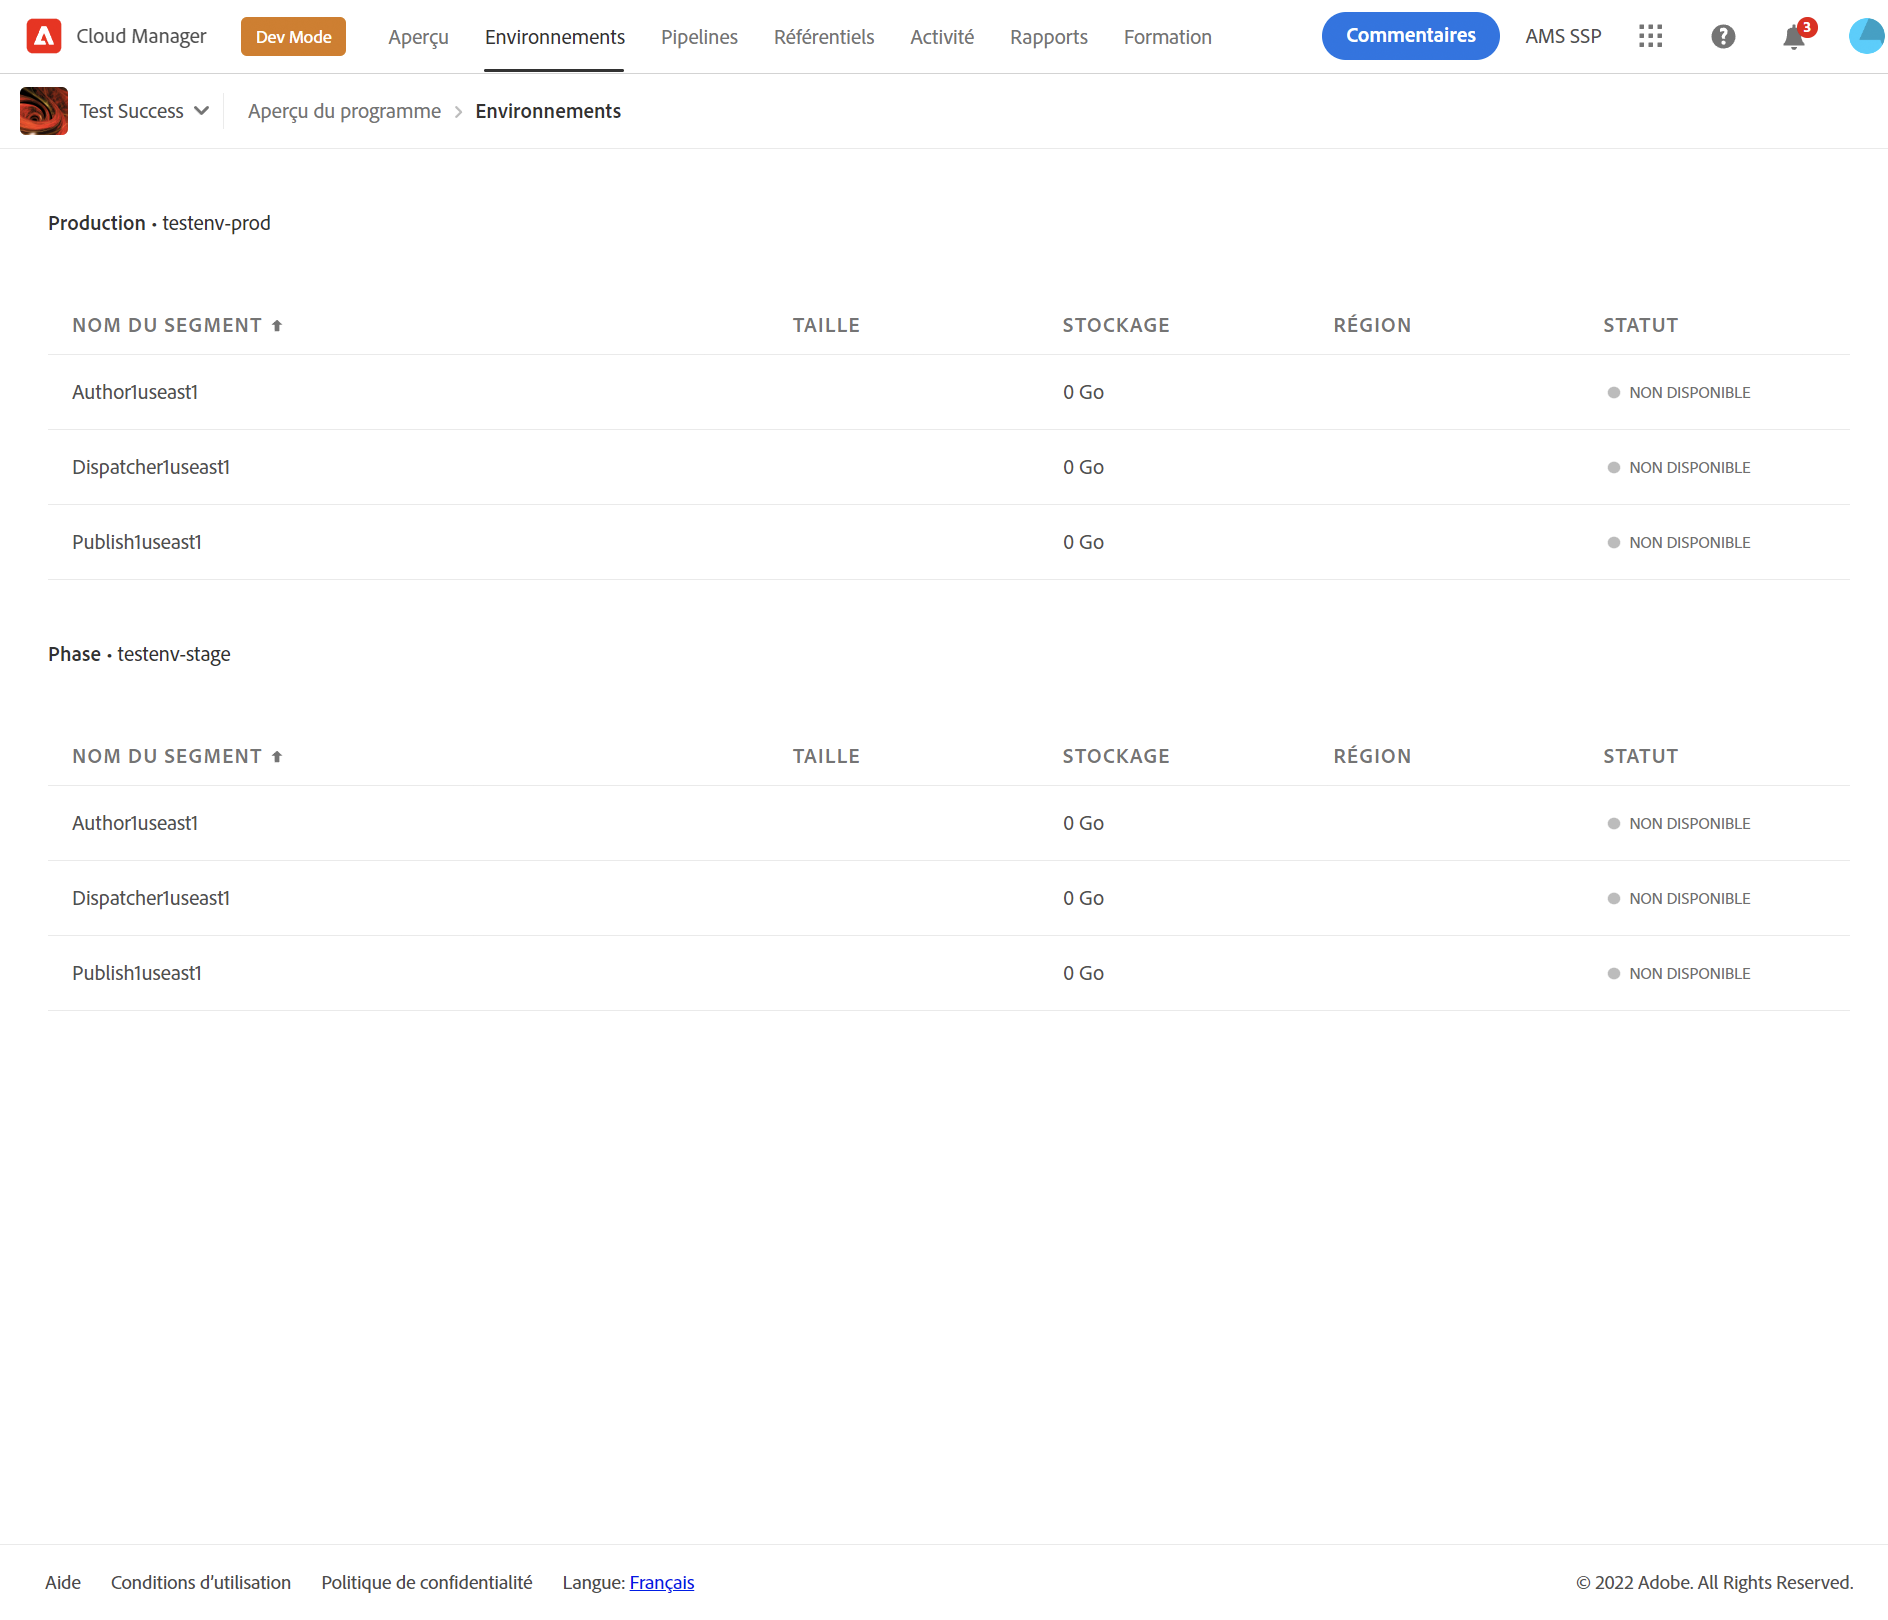 Cloud Manager Dev Mode Aperçu Environnements Pipelines Référentiels Activité Rapports Formation Commentaires AMS SSP 3
Test Success Aperçu du programme Environnements
Production • testenv-prod
NOM DU SEGMENT TAILLE STOCKAGE RÉGION STATUT
Author1useast1 0 Go NON DISPONIBLE
Dispatcher1useast1 0 Go NON DISPONIBLE
Publish1useast1 0 Go NON DISPONIBLE
Phase • testenv-stage
NOM DU SEGMENT TAILLE STOCKAGE RÉGION STATUT
Author1useast1 0 Go NON DISPONIBLE
Dispatcher1useast1 0 Go NON DISPONIBLE
Publish1useast1 0 Go NON DISPONIBLE
Aide Conditions d’utilisation Politique de confidentialité Langue: Français © 2022 Adobe. All Rights Reserved.